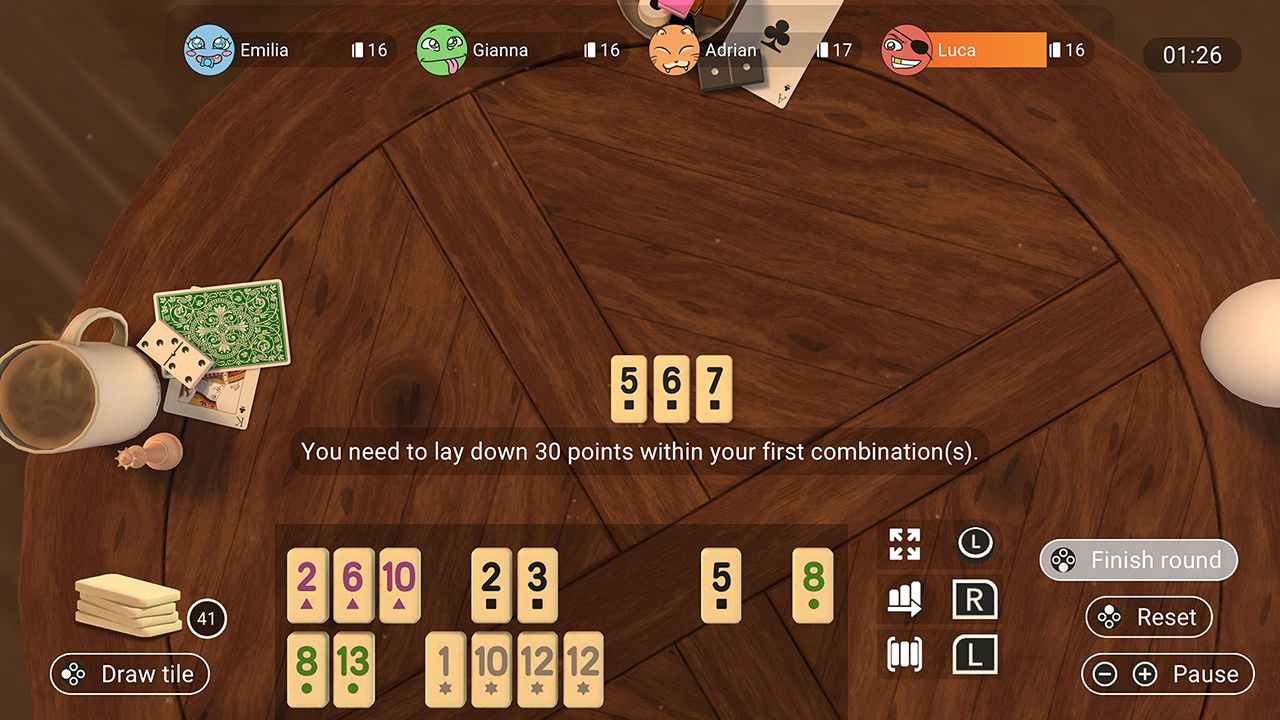 Emilia 16 Gianna 16 Adrian 17 Luca 16 01:26
A
K
5 6 7
You need to lay down 30 points within your first combination(s).
2 6 10 2 3 5 8
L
Finish round
R
41
Reset
8 13 1 10 12 12
L
Draw tile
Pause